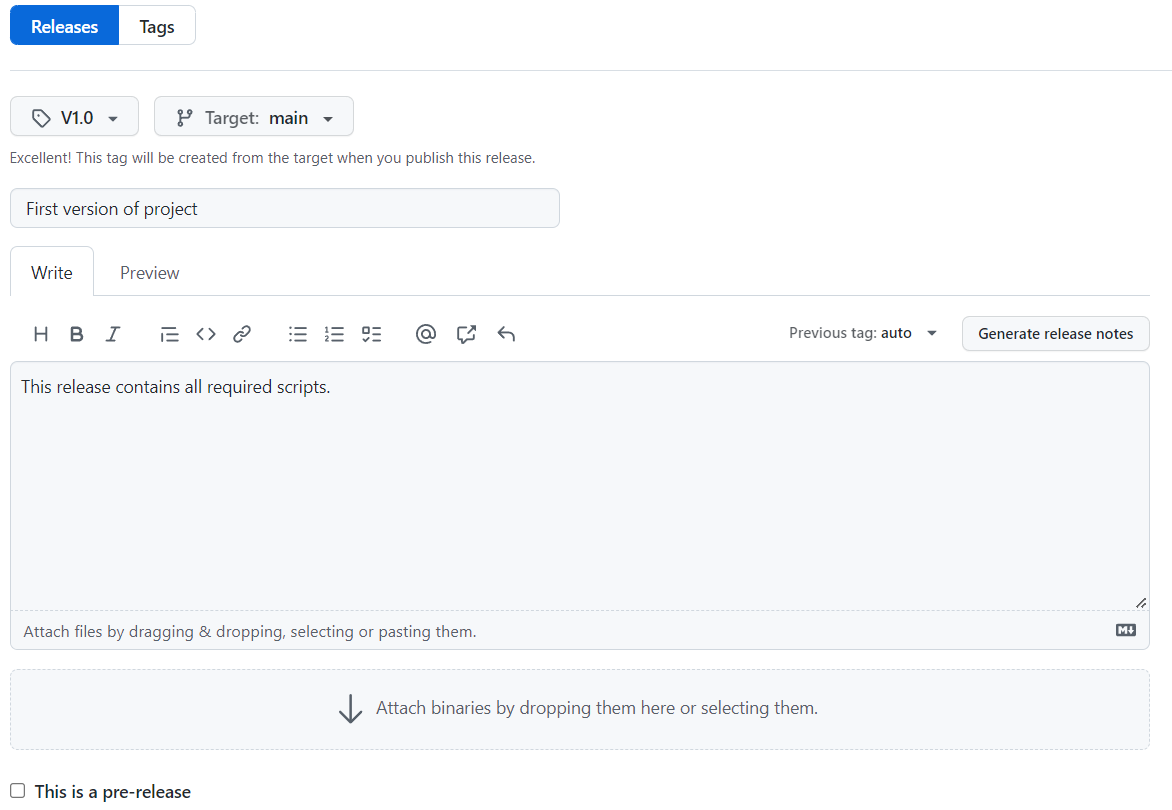 Releases Tags
V1.0 Target: main
Excellent! This tag will be created from the target when you publish this release.
First version of project
Write Preview
H B I Previous tag: auto Generate release notes
This release contains all required scripts.
Attach files by dragging & dropping, selecting or pasting them.
Attach binaries by dropping them here or selecting them.
This is a pre-release